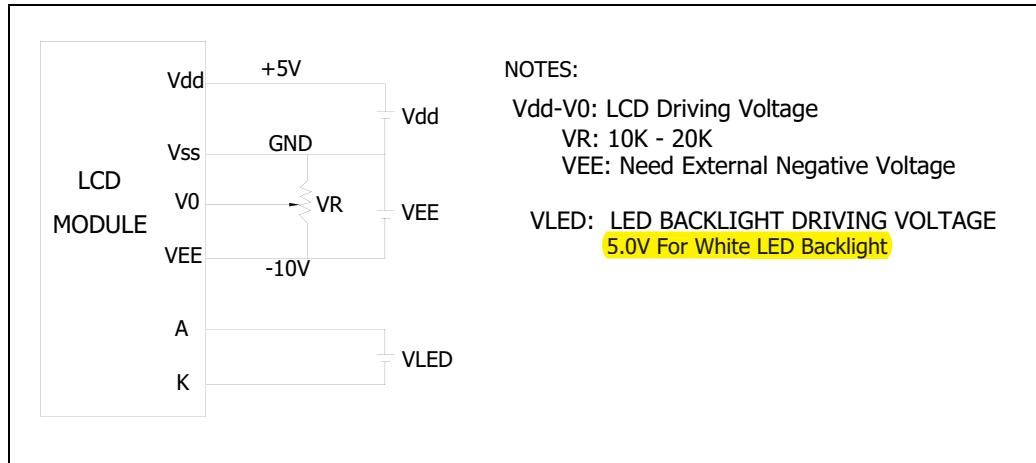 LCD
MODULE
Vdd
+5V
Vdd
Vss
GND
V0
VR
VEE
VEE
-10V
A
VLED
K
NOTES:
Vdd-V0: LCD Driving Voltage
VR: 10K - 20K
VEE: Need External Negative Voltage
VLED: LED BACKLIGHT DRIVING VOLTAGE
5.0V For White LED Backlight